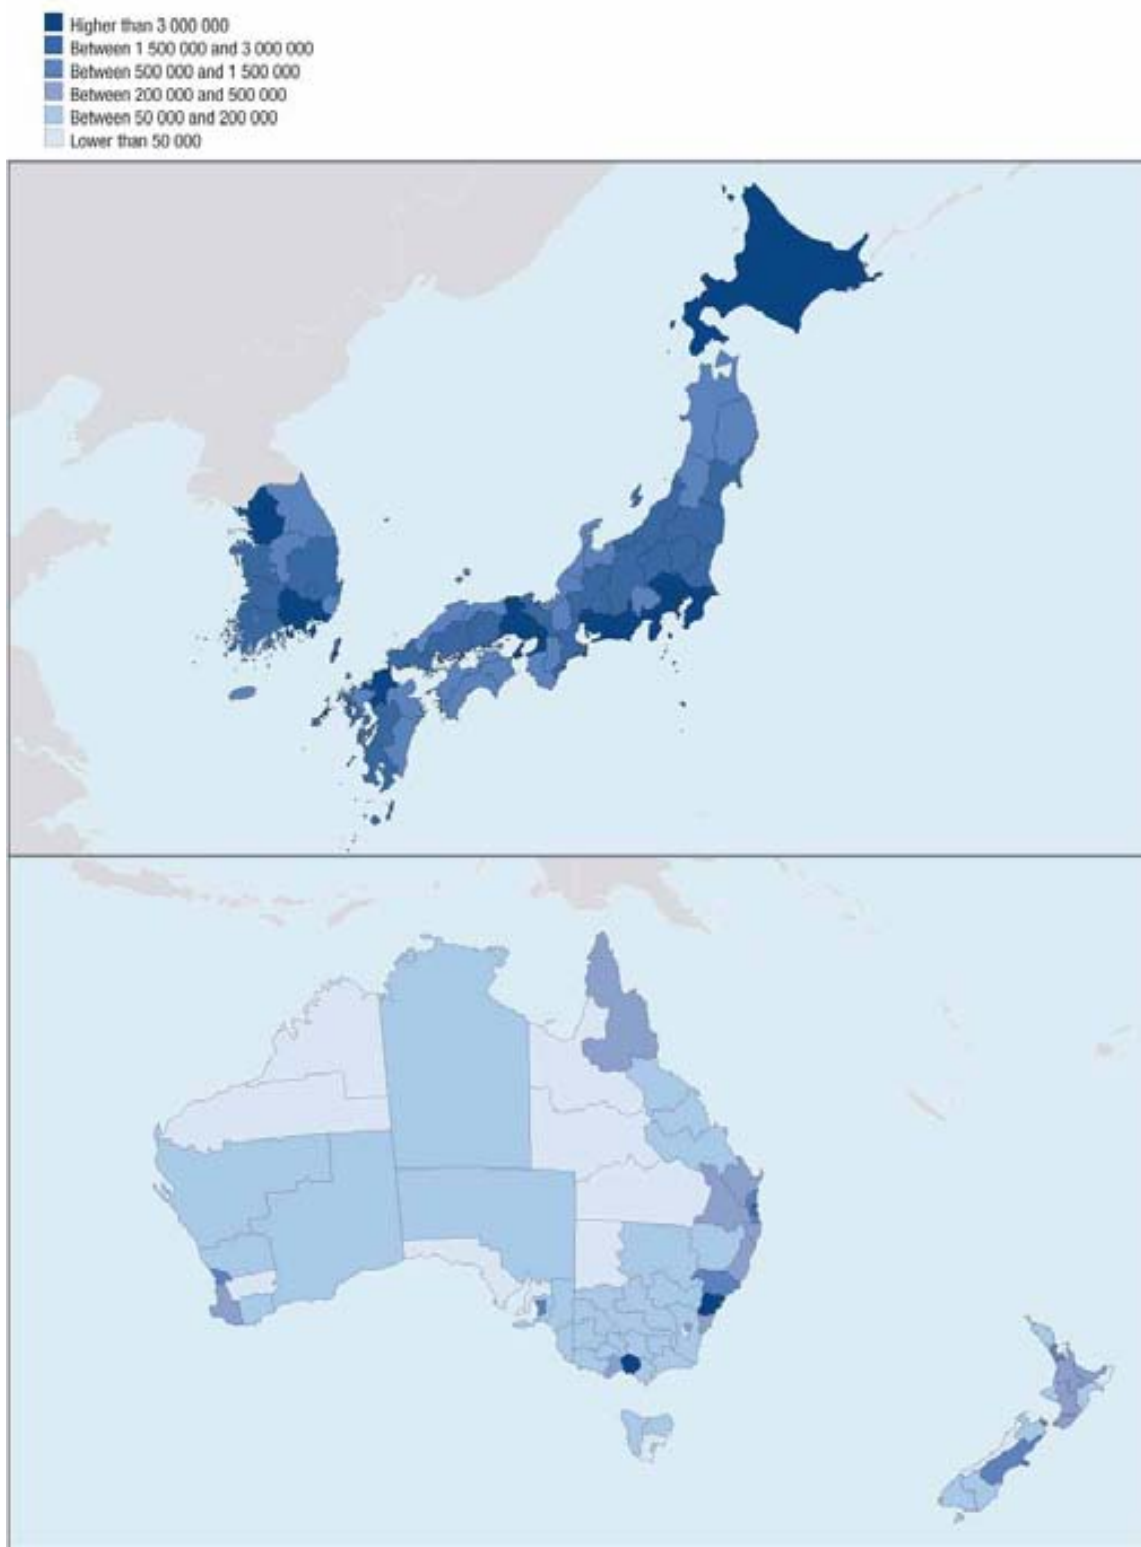 Higher than 3 000 000
Between 1 500 000 and 3 000 000
Between 500 000 and 1 500 000
Between 200 000 and 500 000
Between 50 000 and 200 000
Lower than 50 000